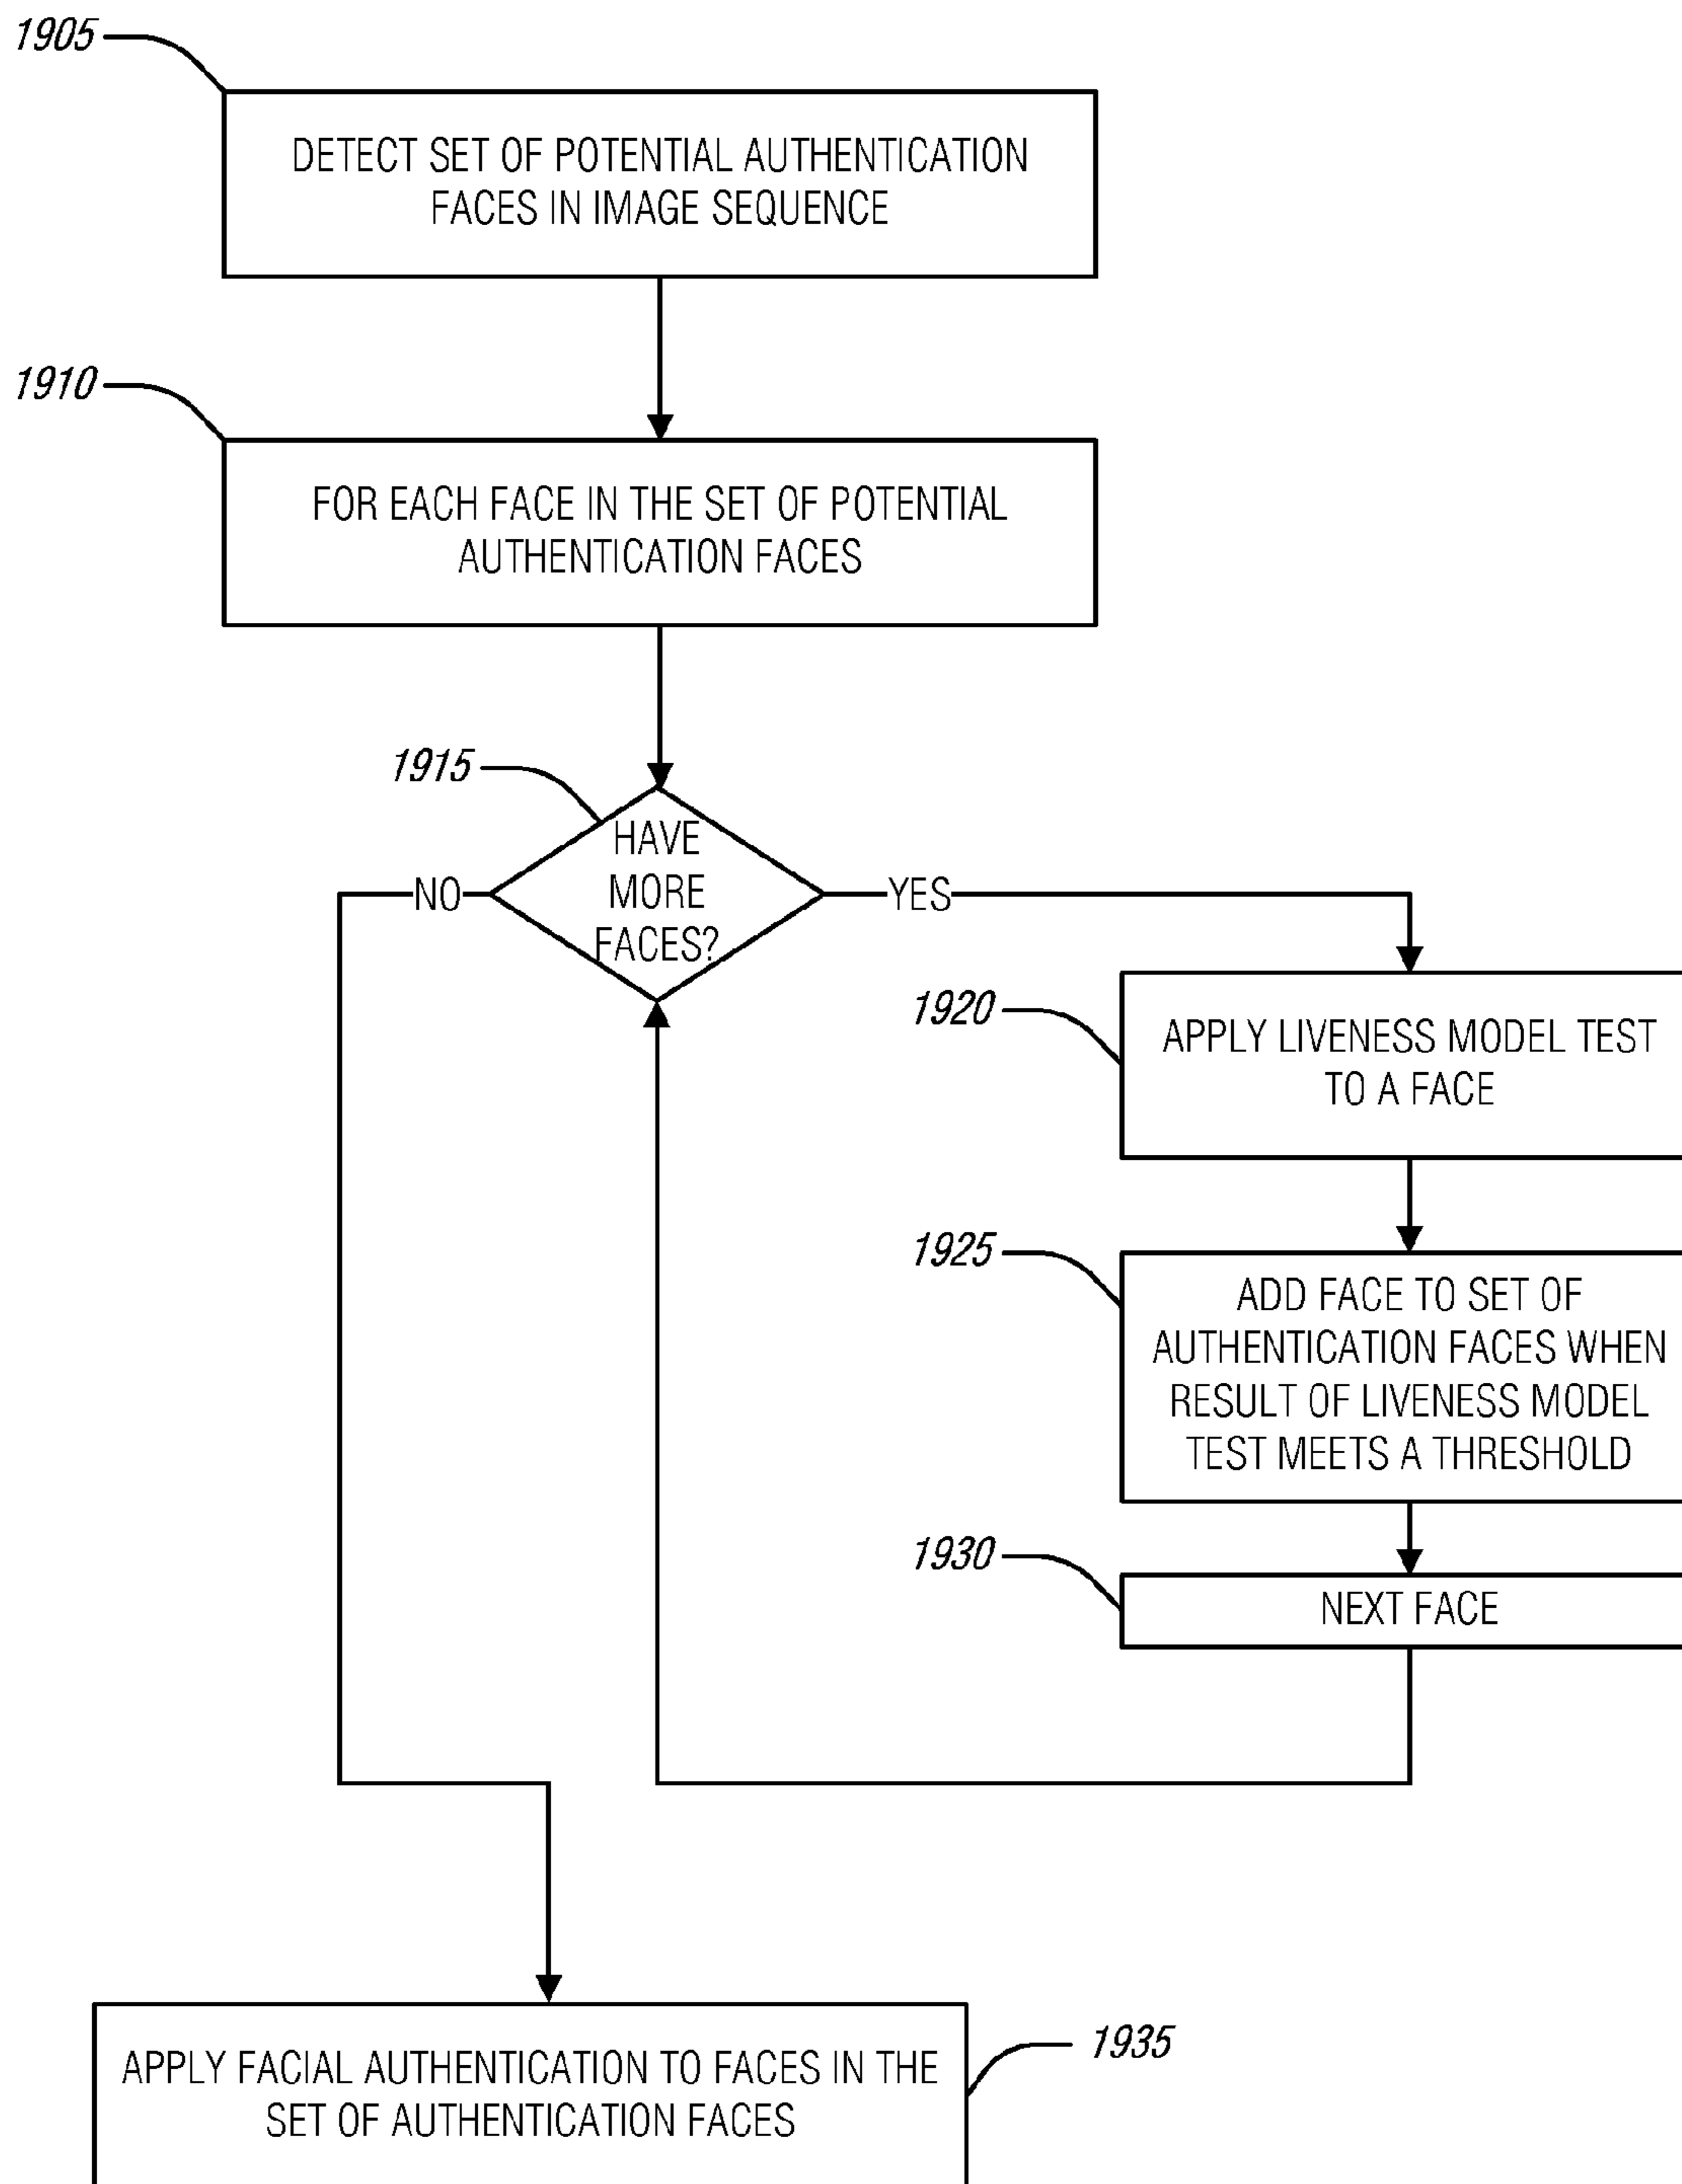 1905
DETECT SET OF POTENTIAL AUTHENTICATION
FACES IN IMAGE SEQUENCE
1910
FOR EACH FACE IN THE SET OF POTENTIAL
AUTHENTICATION FACES
1915
HAVE
MORE
FACES?
NO
YES
1920
APPLY LIVENESS MODEL TEST
TO A FACE
1925
ADD FACE TO SET OF
AUTHENTICATION FACES WHEN
RESULT OF LIVENESS MODEL
TEST MEETS A THRESHOLD
1930
NEXT FACE
1935
APPLY FACIAL AUTHENTICATION TO FACES IN THE
SET OF AUTHENTICATION FACES